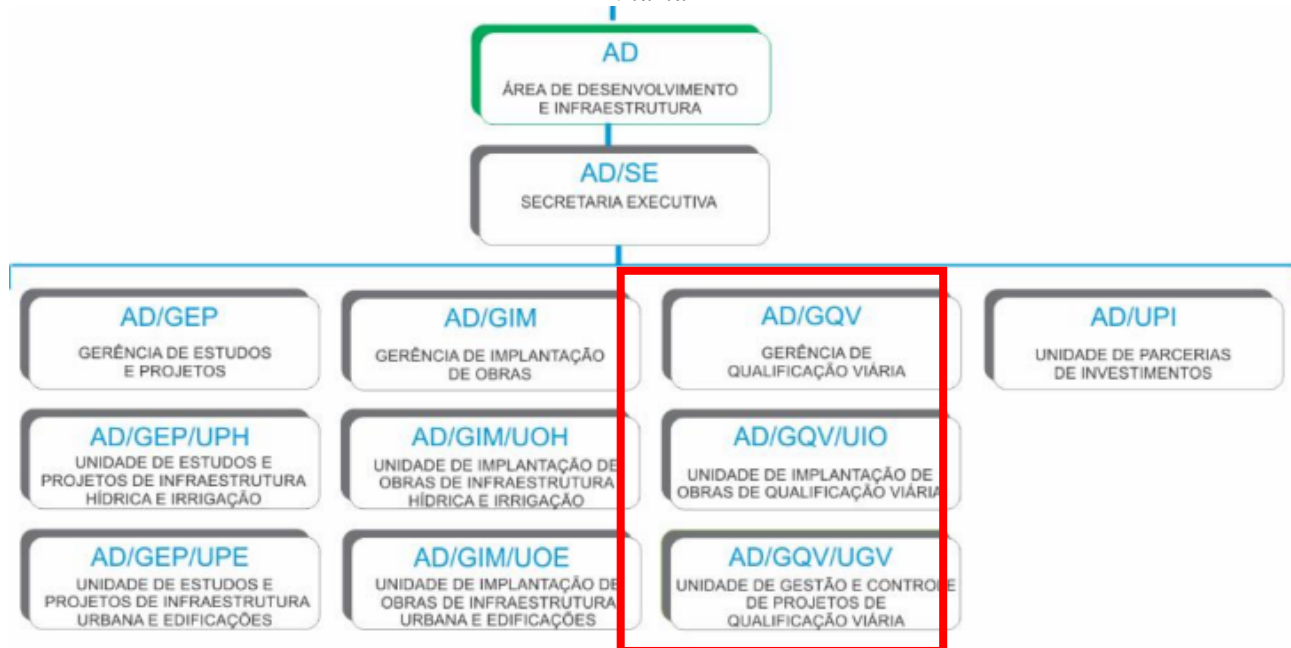 AD
ÁREA DE DESENVOLVIMENTO
E INFRAESTRUTURA
AD/SE
SECRETARIA EXECUTIVA
AD/GEP
GERÊNCIA DE ESTUDOS
E PROJETOS
AD/GIM
GERÊNCIA DE IMPLANTAÇÃO
DE OBRAS
AD/GQV
GERÊNCIA DE
QUALIFICAÇÃO VIÁRIA
AD/UPI
UNIDADE DE PARCERIAS
DE INVESTIMENTOS
AD/GEP/UPH
UNIDADE DE ESTUDOS E
PROJETOS DE INFRAESTRUTURA
HÍDRICA E IRRIGAÇÃO
AD/GIM/UOH
UNIDADE DE IMPLANTAÇÃO DE
OBRAS DE INFRAESTRUTURA
HÍDRICA E IRRIGAÇÃO
AD/GQV/UIO
UNIDADE DE IMPLANTAÇÃO DE
OBRAS DE QUALIFICAÇÃO VIÁRIA
AD/GEP/UPE
UNIDADE DE ESTUDOS E
PROJETOS DE INFRAESTRUTURA
URBANA E EDIFICAÇÕES
AD/GIM/UOE
UNIDADE DE IMPLANTAÇÃO DE
OBRAS DE INFRAESTRUTURA
URBANA E EDIFICAÇÕES
AD/GQV/UGV
UNIDADE DE GESTÃO E CONTROLE
DE PROJETOS DE
QUALIFICAÇÃO VIÁRIA